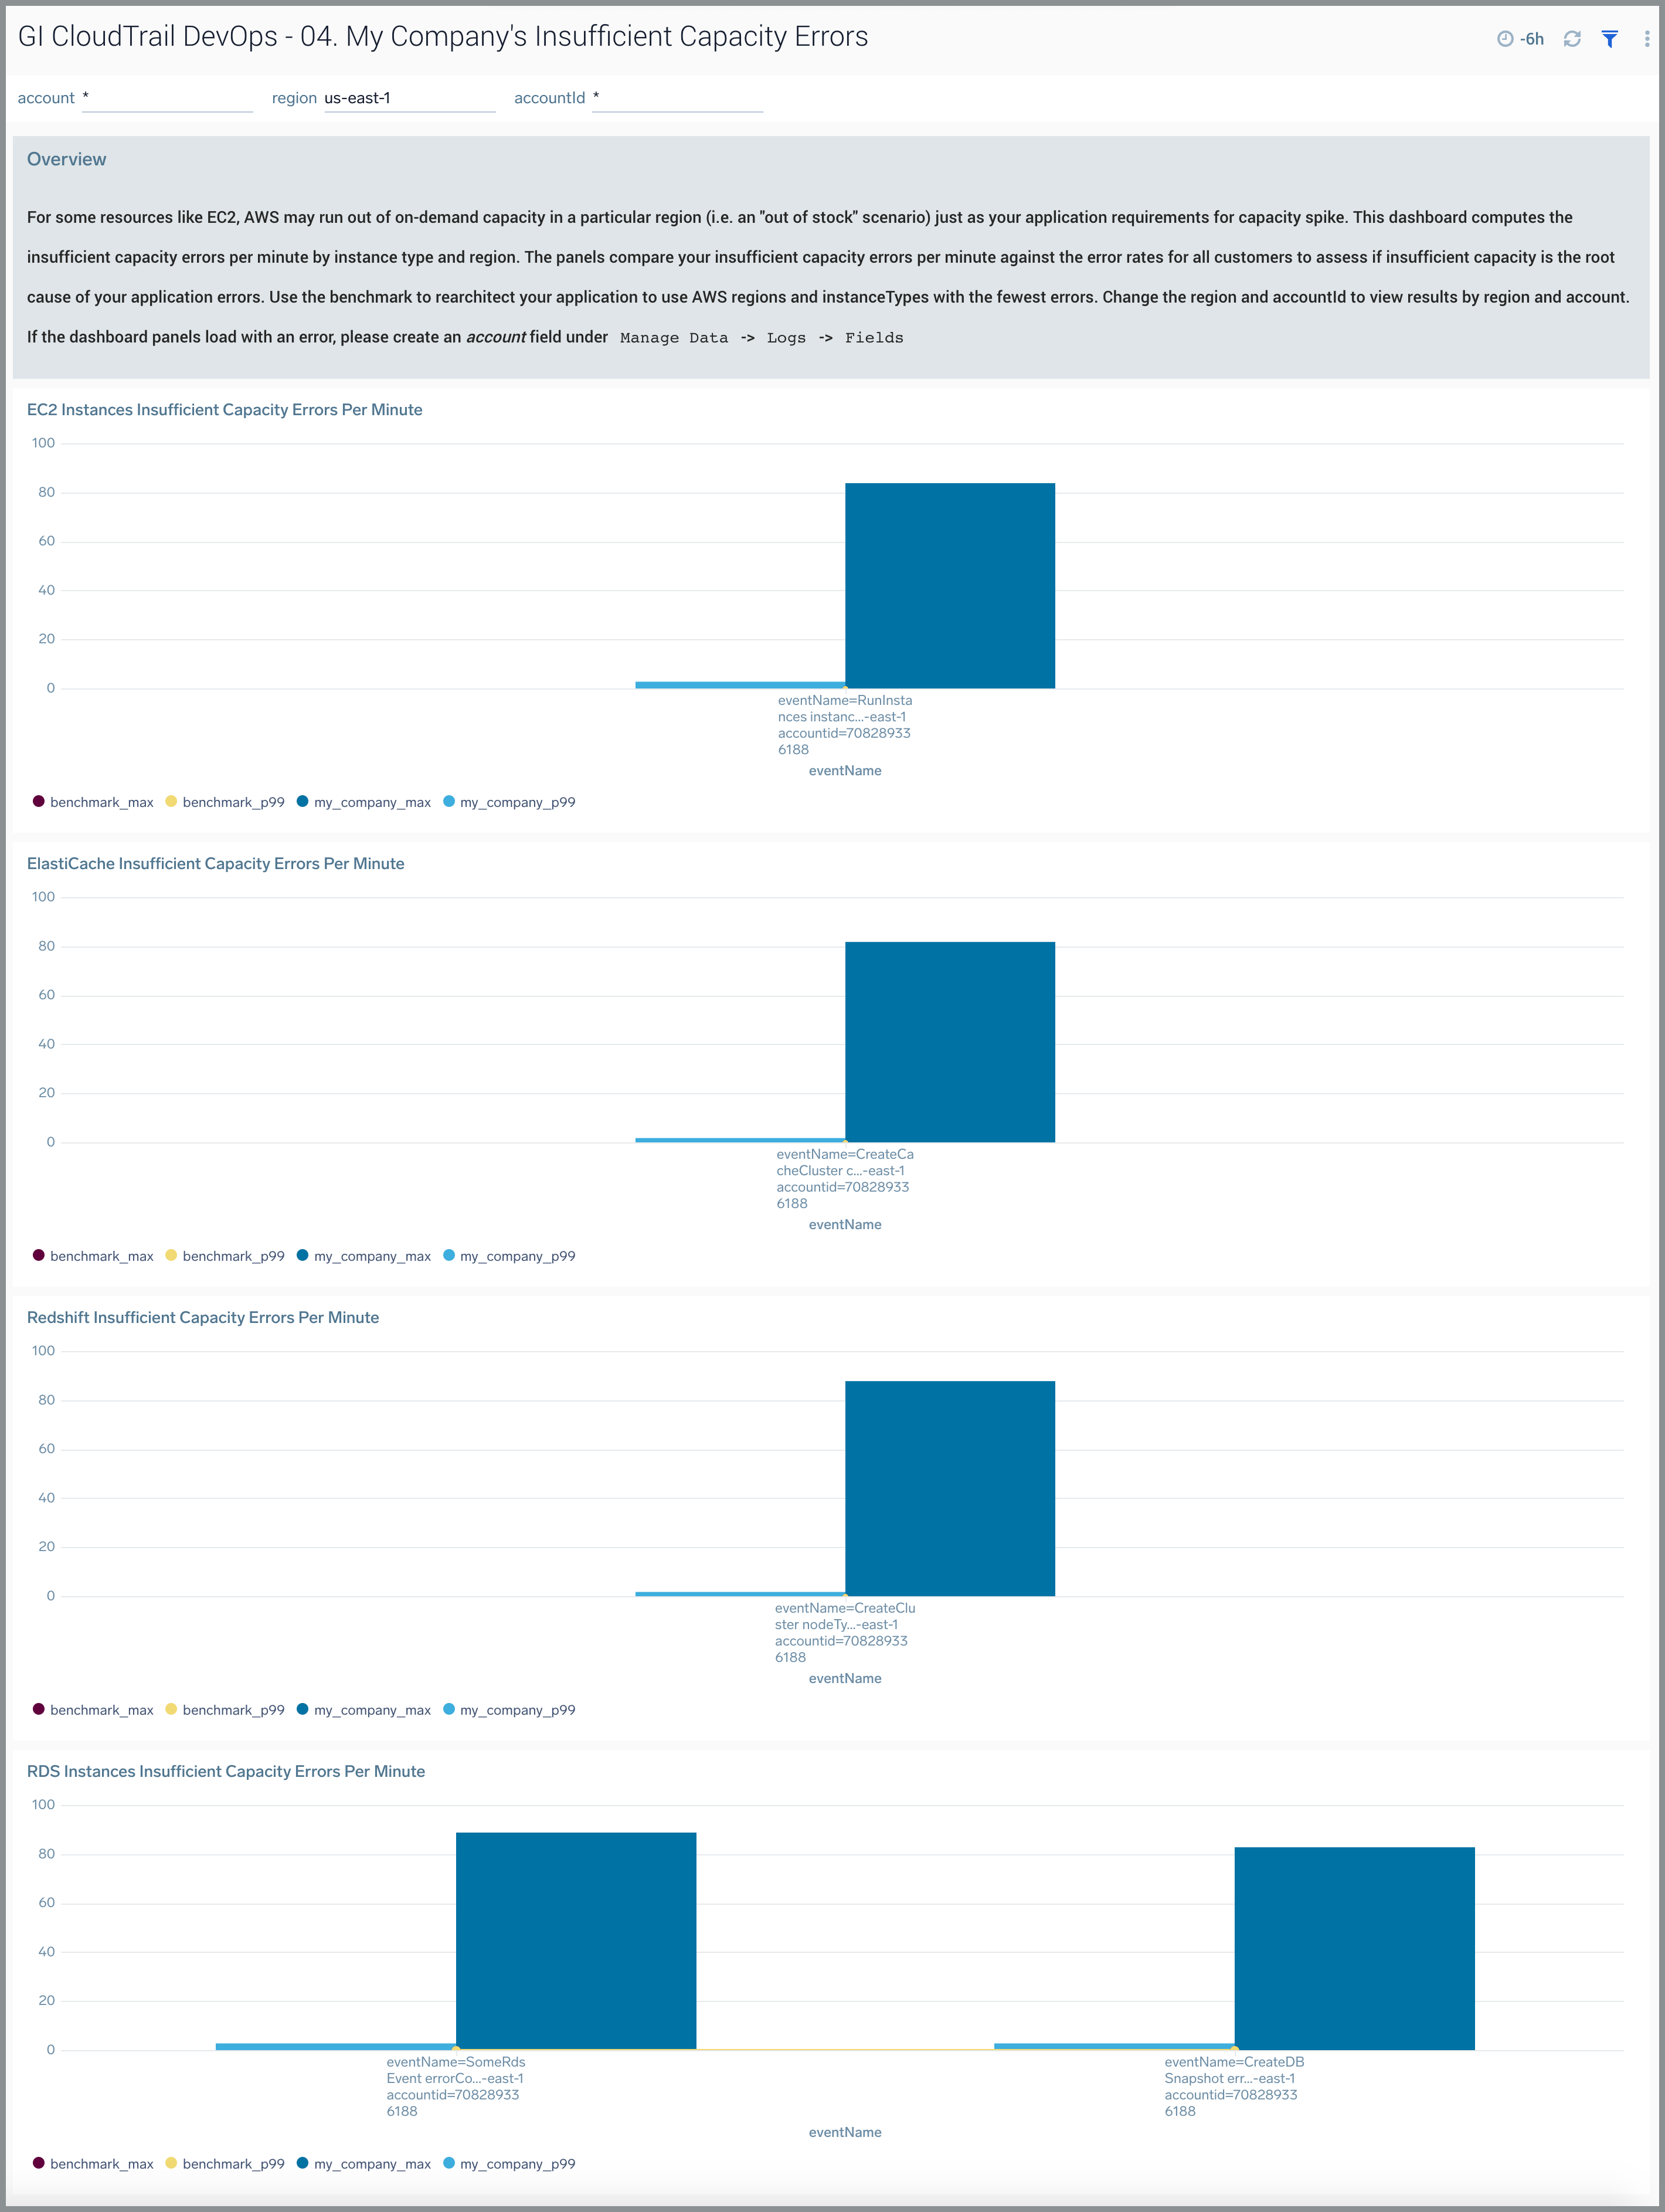 GI CloudTrail DevOps - 04. My Company's Insufficient Capacity Errors
-6h
account *
region us-east-1
accountId *
Overview
For some resources like EC2, AWS may run out of on-demand capacity in a particular region (i.e. an "out of stock" scenario) just as your application requirements for capacity spike. This dashboard computes the
insufficient capacity errors per minute by instance type and region. The panels compare your insufficient capacity errors per minute against the error rates for all customers to assess if insufficient capacity is the root
cause of your application errors. Use the benchmark to rearchitect your application to use AWS regions and instanceTypes with the fewest errors. Change the region and accountId to view results by region and account.
If the dashboard panels load with an error, please create an account field under Manage Data -> Logs -> Fields
EC2 Instances Insufficient Capacity Errors Per Minute
100
80
60
40
20
0
eventName=RunInsta
nces instanc...-east-1
accountid=70828933
6188
eventName
benchmark_max benchmark_p99 my_company_max my_company_p99
ElastiCache Insufficient Capacity Errors Per Minute
100
80
60
40
20
0
eventName=CreateCa
cheCluster c...-east-1
accountid=70828933
6188
eventName
benchmark_max benchmark_p99 my_company_max my_company_p99
Redshift Insufficient Capacity Errors Per Minute
100
80
60
40
20
0
eventName=CreateClu
ster nodeTy...-east-1
accountid=70828933
6188
eventName
benchmark_max benchmark_p99 my_company_max my_company_p99
RDS Instances Insufficient Capacity Errors Per Minute
100
80
60
40
20
0
eventName=SomeRds
Event errorCo...-east-1
accountid=70828933
6188
eventName=CreateDB
Snapshot err...-east-1
accountid=70828933
6188
eventName
benchmark_max benchmark_p99 my_company_max my_company_p99